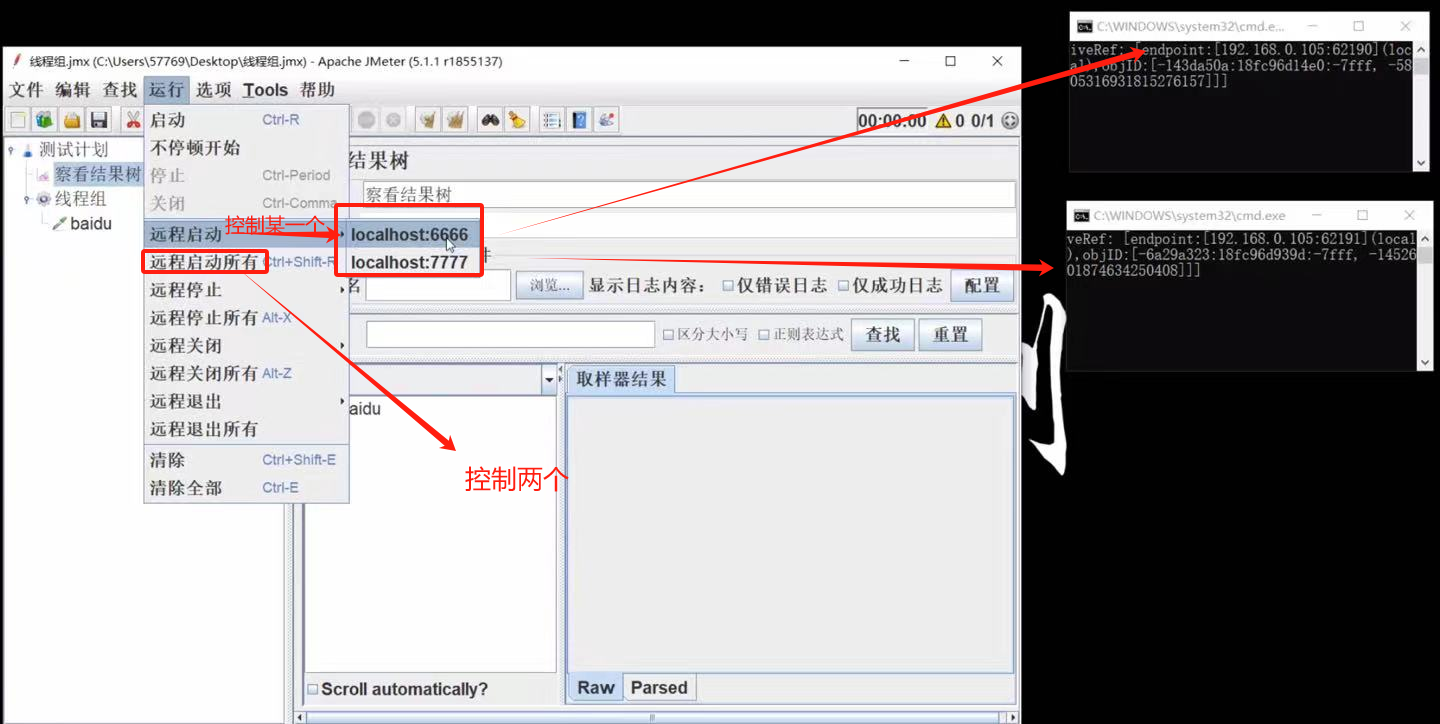 线程组.jmx (C:\Users\57769\Desktop\线程组.jmx) - Apache JMeter (5.1.1 r1855137)
文件 编辑 查找 运行 选项 Tools 帮助
00:00:00 0 0/1
测试计划
察看结果树
线程组
baidu
启动 Ctrl-R
不停顿开始
停止 Ctrl-Period
关闭 Ctrl-Comma
远程启动
远程启动所有 Ctrl+Shift-R
远程停止
远程停止所有 Alt-X
远程关闭
远程关闭所有 Alt-Z
远程退出
远程退出所有
清除 Ctrl+Shift-E
清除全部 Ctrl-E
控制某一个
localhost:6666
localhost:7777
控制两个
结果树
察看结果树
件
名 浏览... 显示日志内容： 仅错误日志 仅成功日志 配置
区分大小写 正则表达式 查找 重置
取样器结果
aidu
Scroll automatically?
Raw Parsed
C:\WINDOWS\system32\cmd.e...
iveRef: [endpoint:[192.168.0.105:62190](loc
al),objID:[-143da50a:18fc96d14e0:-7fff, -58
05316931815276157]]]
C:\WINDOWS\system32\cmd.exe
veRef: [endpoint:[192.168.0.105:62191](local
),objID:[-6a29a323:18fc96d939d:-7fff, -14526
01874634250408]]]